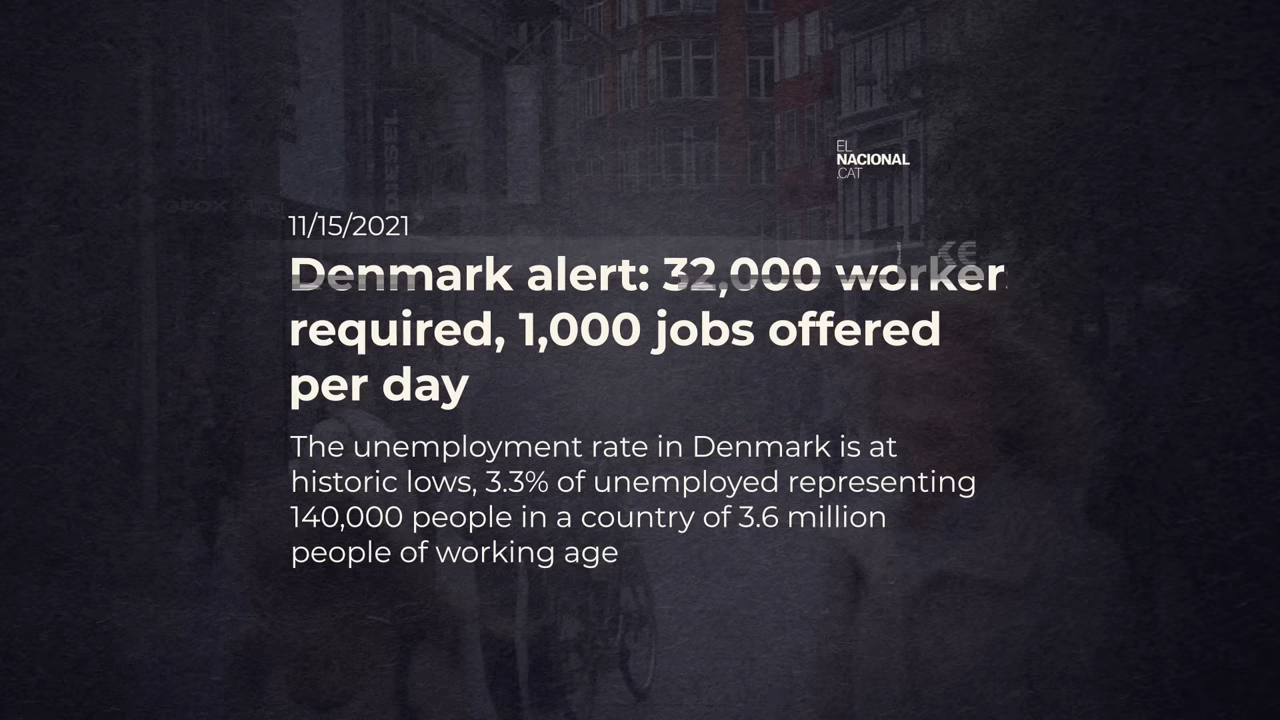 EL
NACIONAL
.CAT
11/15/2021
Denmark alert: 32,000 worker
required, 1,000 jobs offered
per day
The unemployment rate in Denmark is at
historic lows, 3.3% of unemployed representing
140,000 people in a country of 3.6 million
people of working age
DIESEL
GEOX